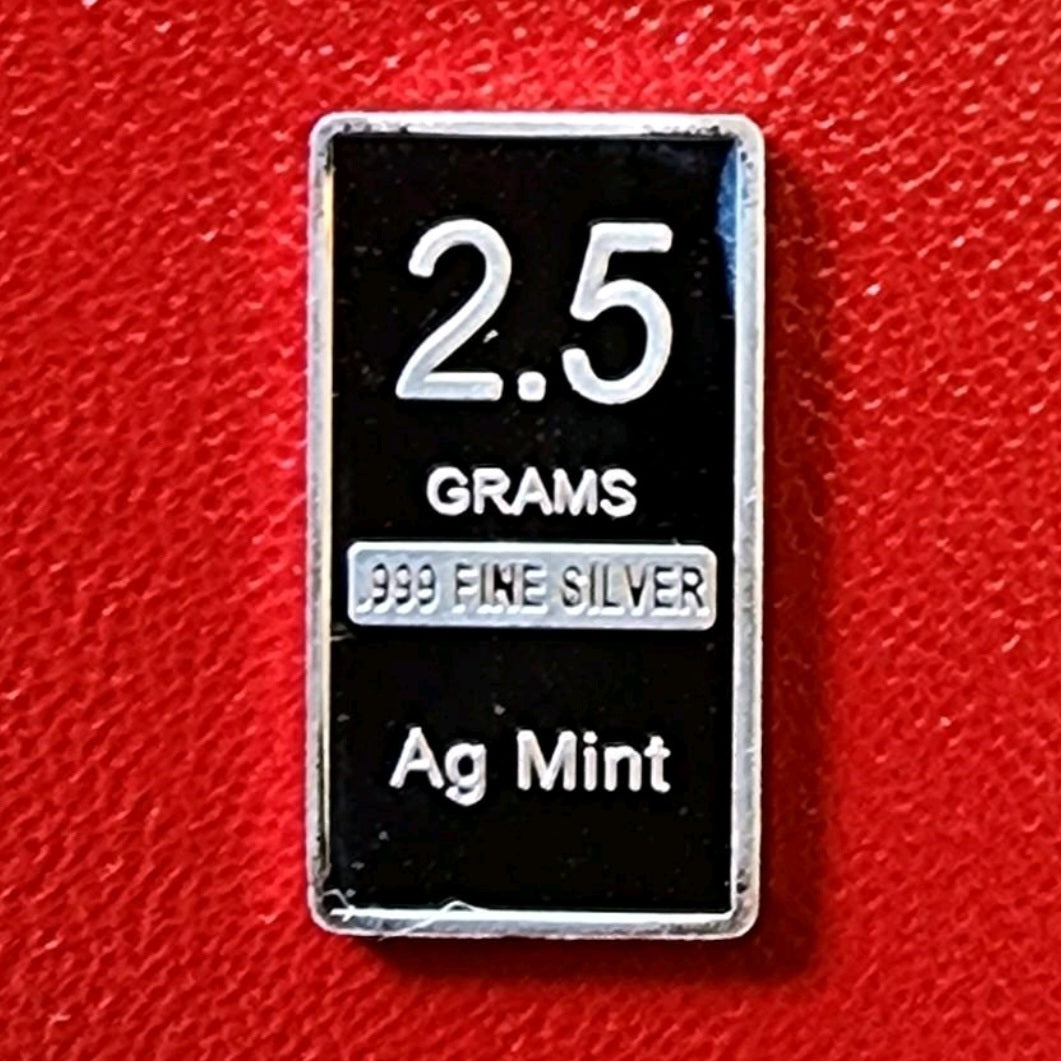 2.5
GRAMS
.999 FINE SILVER
Ag Mint